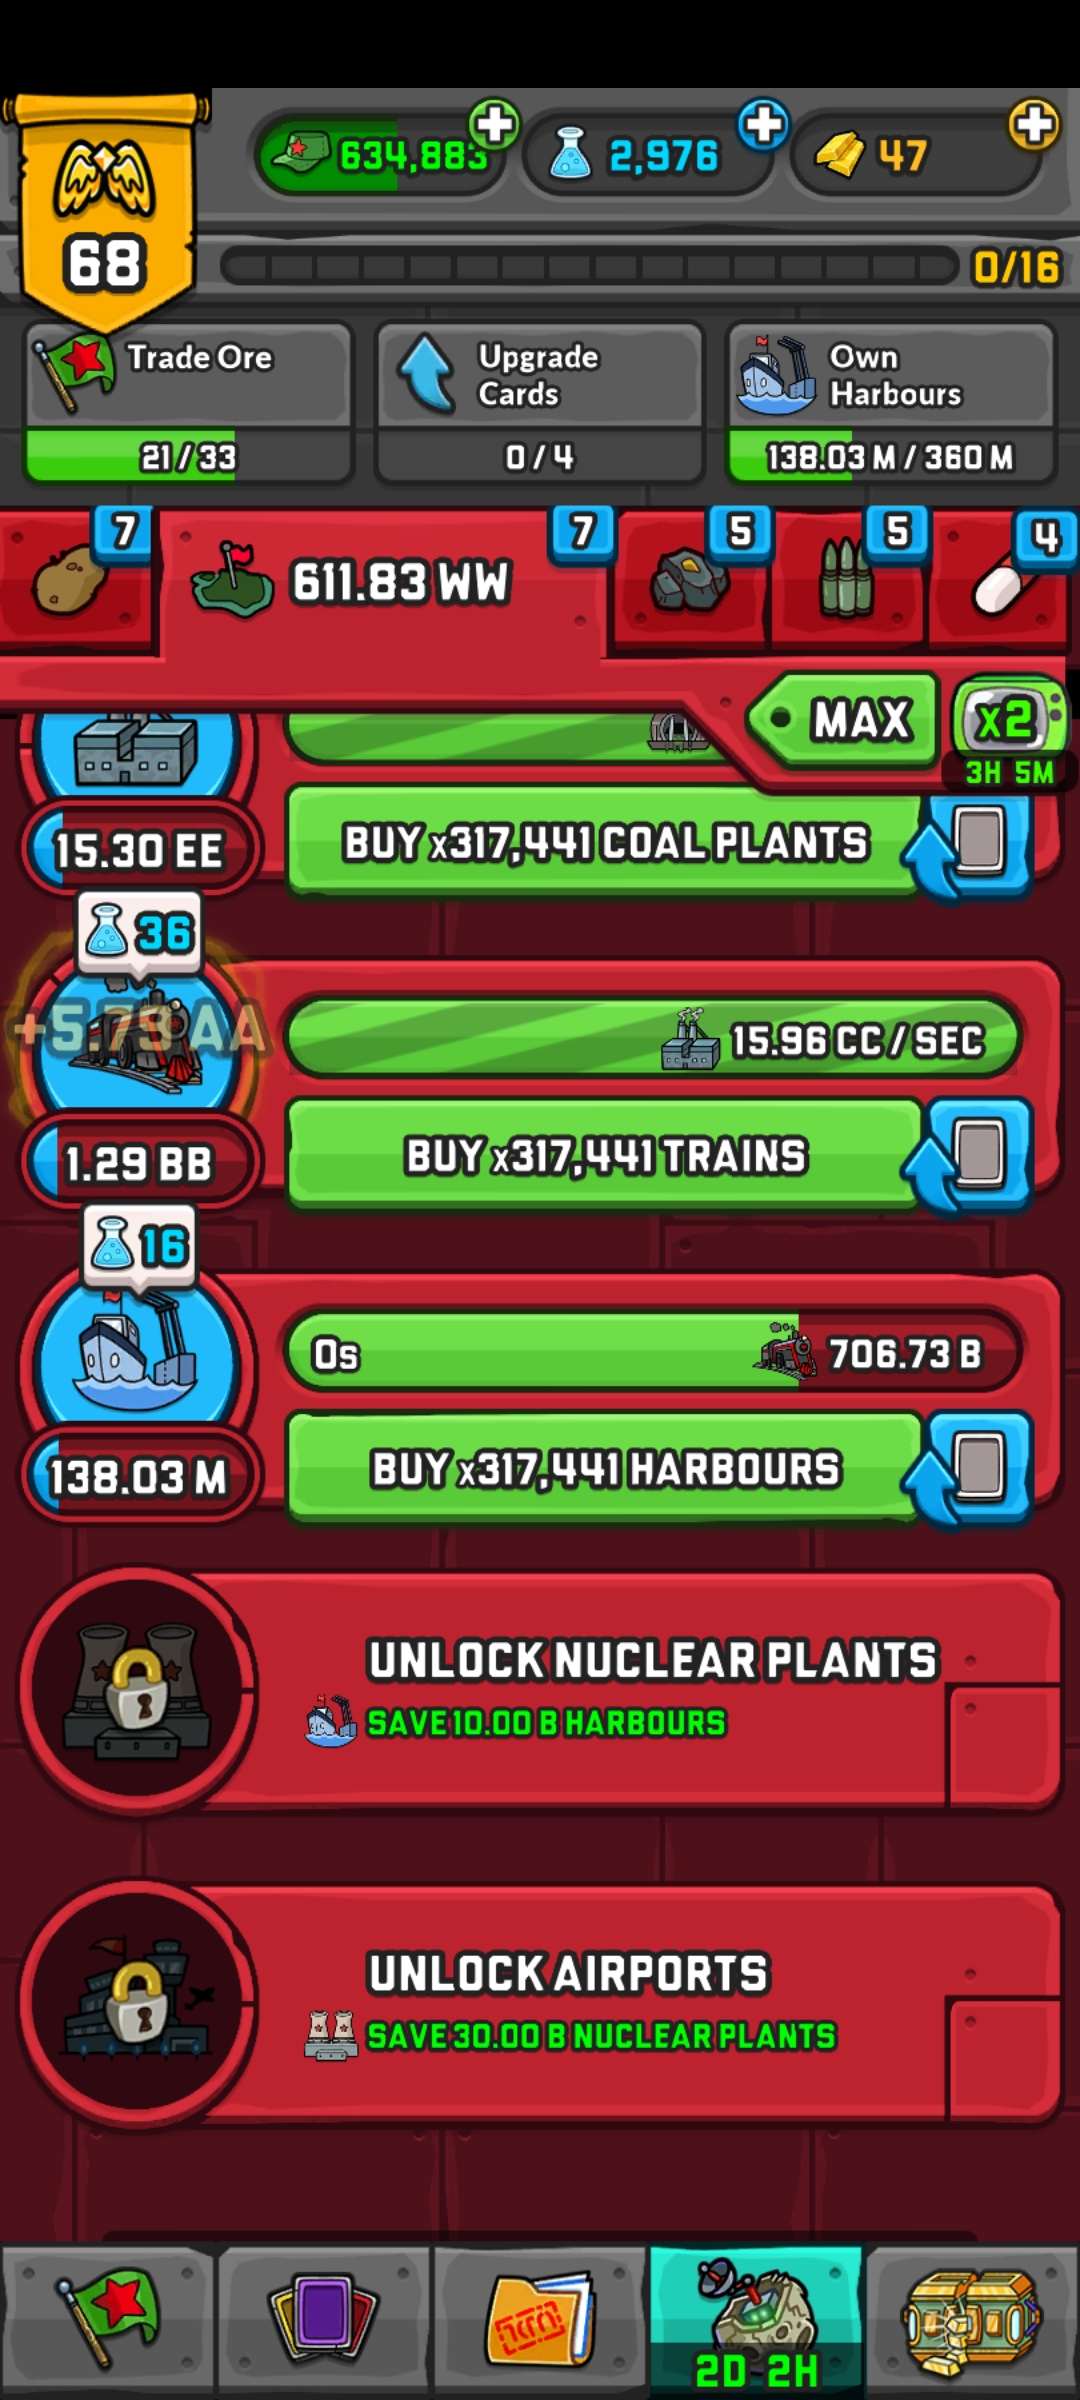 634,883
2,976
47
68
0/16
Trade Ore
21 / 33
Upgrade
Cards
0 / 4
Own
Harbours
138.03 M / 360 M
7
611.83 WW
7
5
5
4
MAX
x2
3H 5M
15.30 EE
BUY x317,441 COAL PLANTS
36
+5.73 AA
15.96 CC / SEC
1.29 BB
BUY x317,441 TRAINS
16
0s
706.73 B
138.03 M
BUY x317,441 HARBOURS
UNLOCK NUCLEAR PLANTS
SAVE 10.00 B HARBOURS
UNLOCK AIRPORTS
SAVE 30.00 B NUCLEAR PLANTS
2D 2H